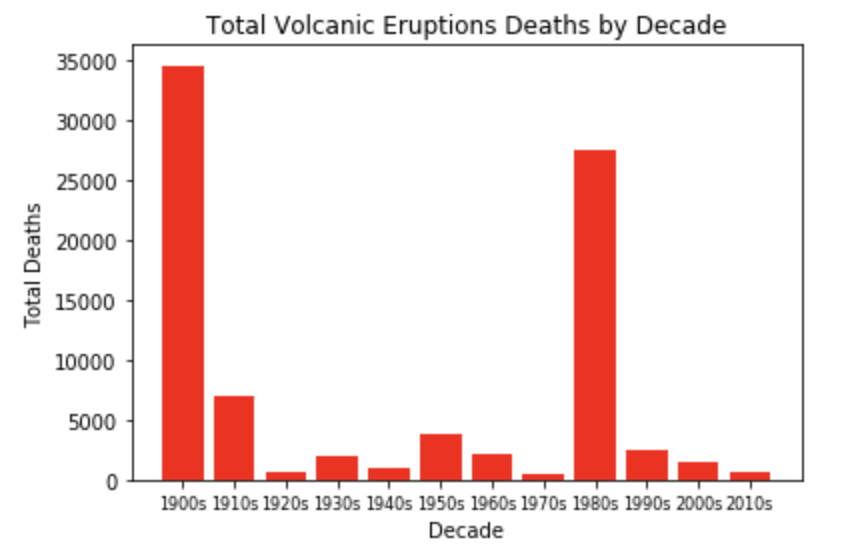 Total Volcanic Eruptions Deaths by Decade
35000
30000
25000
20000
15000
10000
5000
0
Total Deaths
1900s 1910s 1920s 1930s 1940s 1950s 1960s 1970s 1980s 1990s 2000s 2010s
Decade